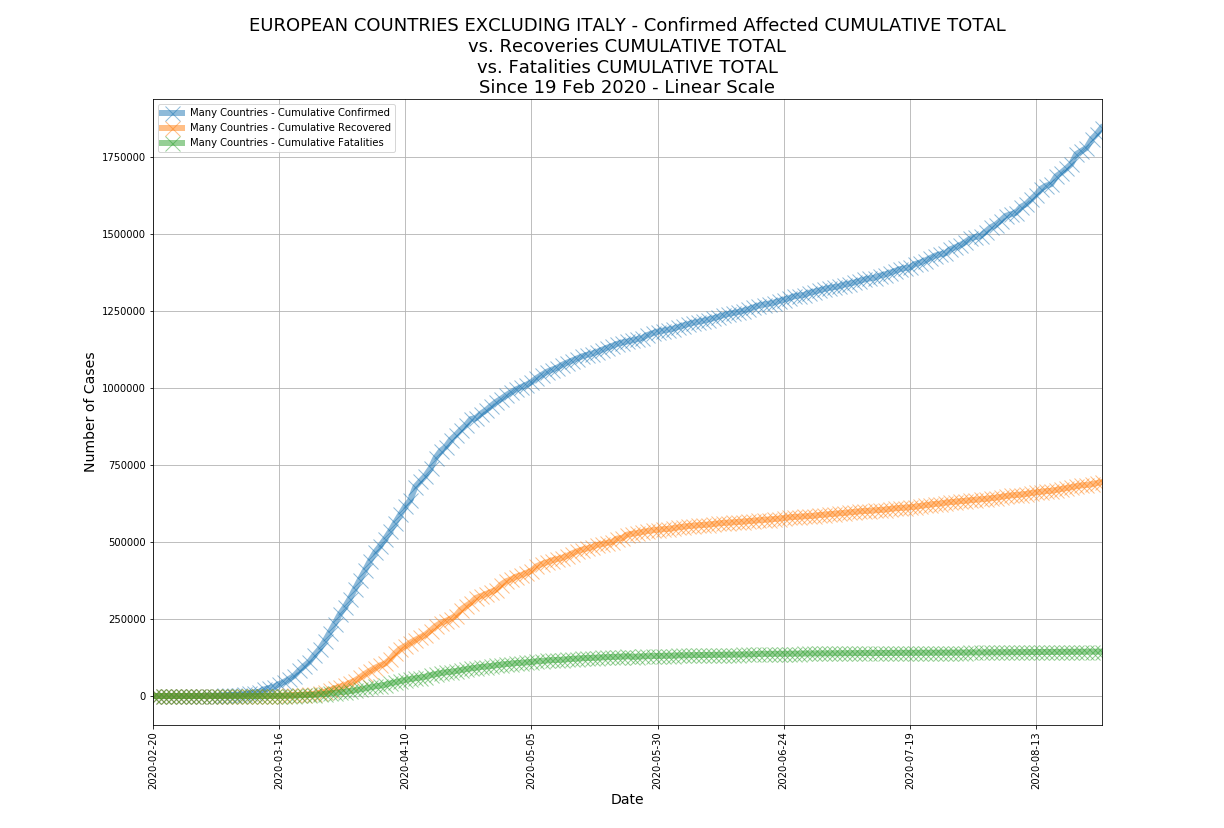 EUROPEAN COUNTRIES EXCLUDING ITALY - Confirmed Affected CUMULATIVE TOTAL
vs. Recoveries CUMULATIVE TOTAL
vs. Fatalities CUMULATIVE TOTAL
Since 19 Feb 2020 - Linear Scale
Many Countries - Cumulative Confirmed
Many Countries - Cumulative Recovered
Many Countries - Cumulative Fatalities
Number of Cases
1750000
1500000
1250000
1000000
750000
500000
250000
0
2020-02-20
2020-03-16
2020-04-10
2020-05-05
2020-05-30
2020-06-24
2020-07-19
2020-08-13
Date